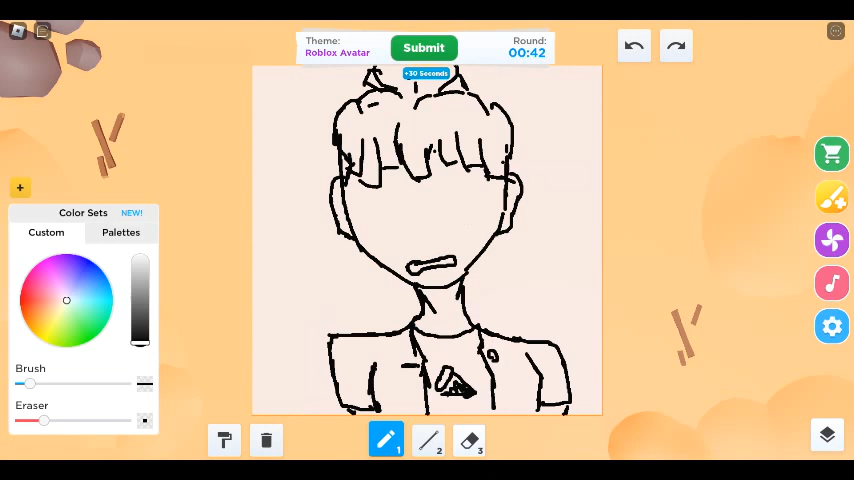 Theme:
Roblox Avatar
Submit
Round:
00:42
+30 Seconds
+
Color Sets NEW!
Custom Palettes
Brush
Eraser
1
2
3